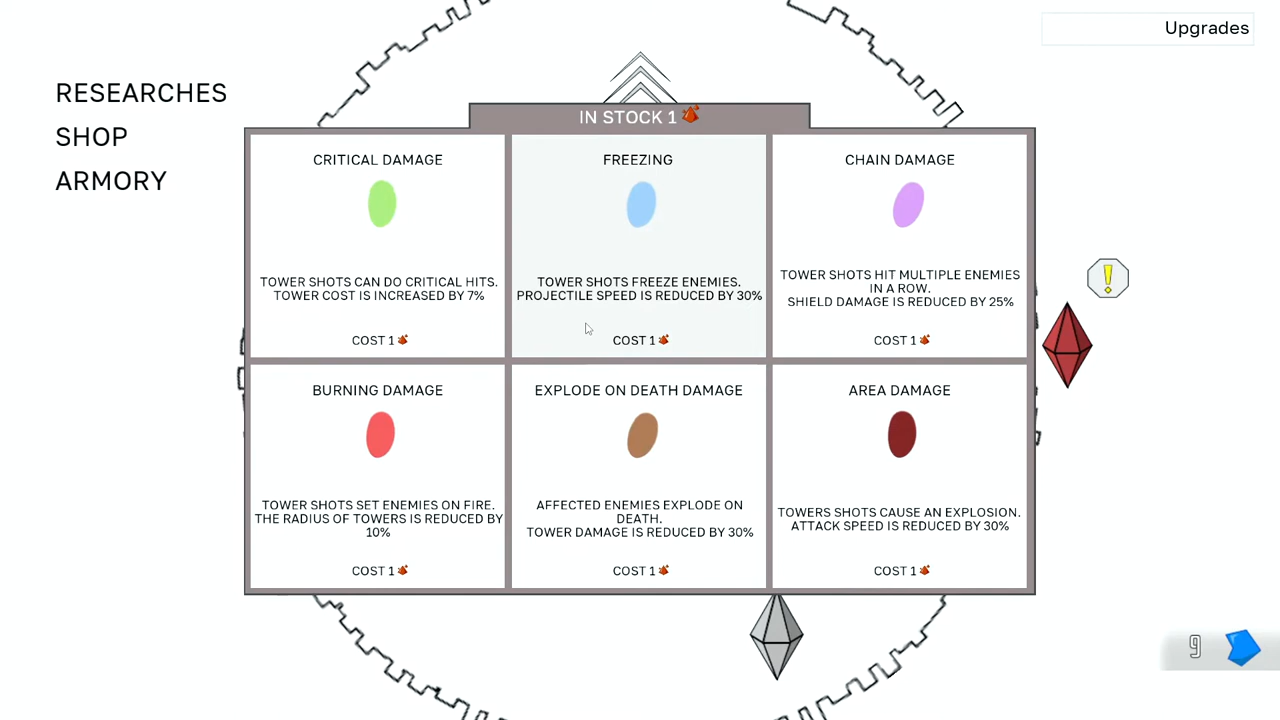 Upgrades
RESEARCHES
SHOP
ARMORY
IN STOCK 1
CRITICAL DAMAGE
TOWER SHOTS CAN DO CRITICAL HITS.
TOWER COST IS INCREASED BY 7%
COST 1
FREEZING
TOWER SHOTS FREEZE ENEMIES.
PROJECTILE SPEED IS REDUCED BY 30%
COST 1
CHAIN DAMAGE
TOWER SHOTS HIT MULTIPLE ENEMIES
IN A ROW.
SHIELD DAMAGE IS REDUCED BY 25%
COST 1
BURNING DAMAGE
TOWER SHOTS SET ENEMIES ON FIRE.
THE RADIUS OF TOWERS IS REDUCED BY
10%
COST 1
EXPLODE ON DEATH DAMAGE
AFFECTED ENEMIES EXPLODE ON
DEATH.
TOWER DAMAGE IS REDUCED BY 30%
COST 1
AREA DAMAGE
TOWERS SHOTS CAUSE AN EXPLOSION.
ATTACK SPEED IS REDUCED BY 30%
COST 1
!
9